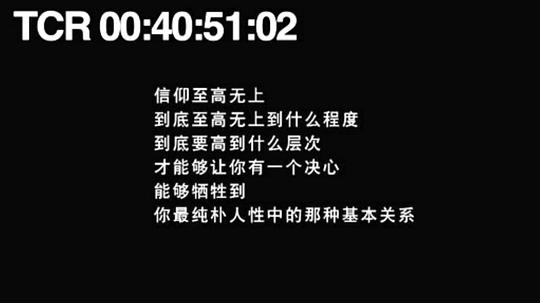 TCR 00:40:51:02
信仰至高无上
到底至高无上到什么程度
到底要高到什么层次
才能够让你有一个决心
能够牺牲到
你最纯朴人性中的那种基本关系